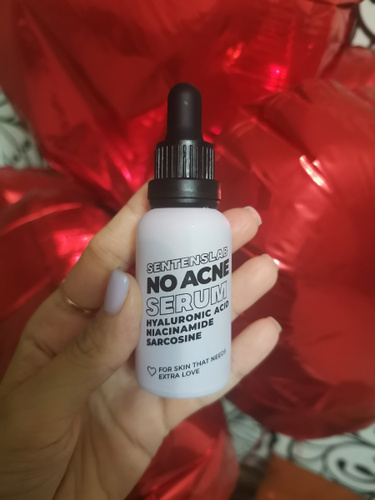 SENTENSLAB
NO ACNE
SERUM
HYALURONIC ACID
NIACINAMIDE
SARCOSINE
FOR SKIN THAT NEEDS
EXTRA LOVE